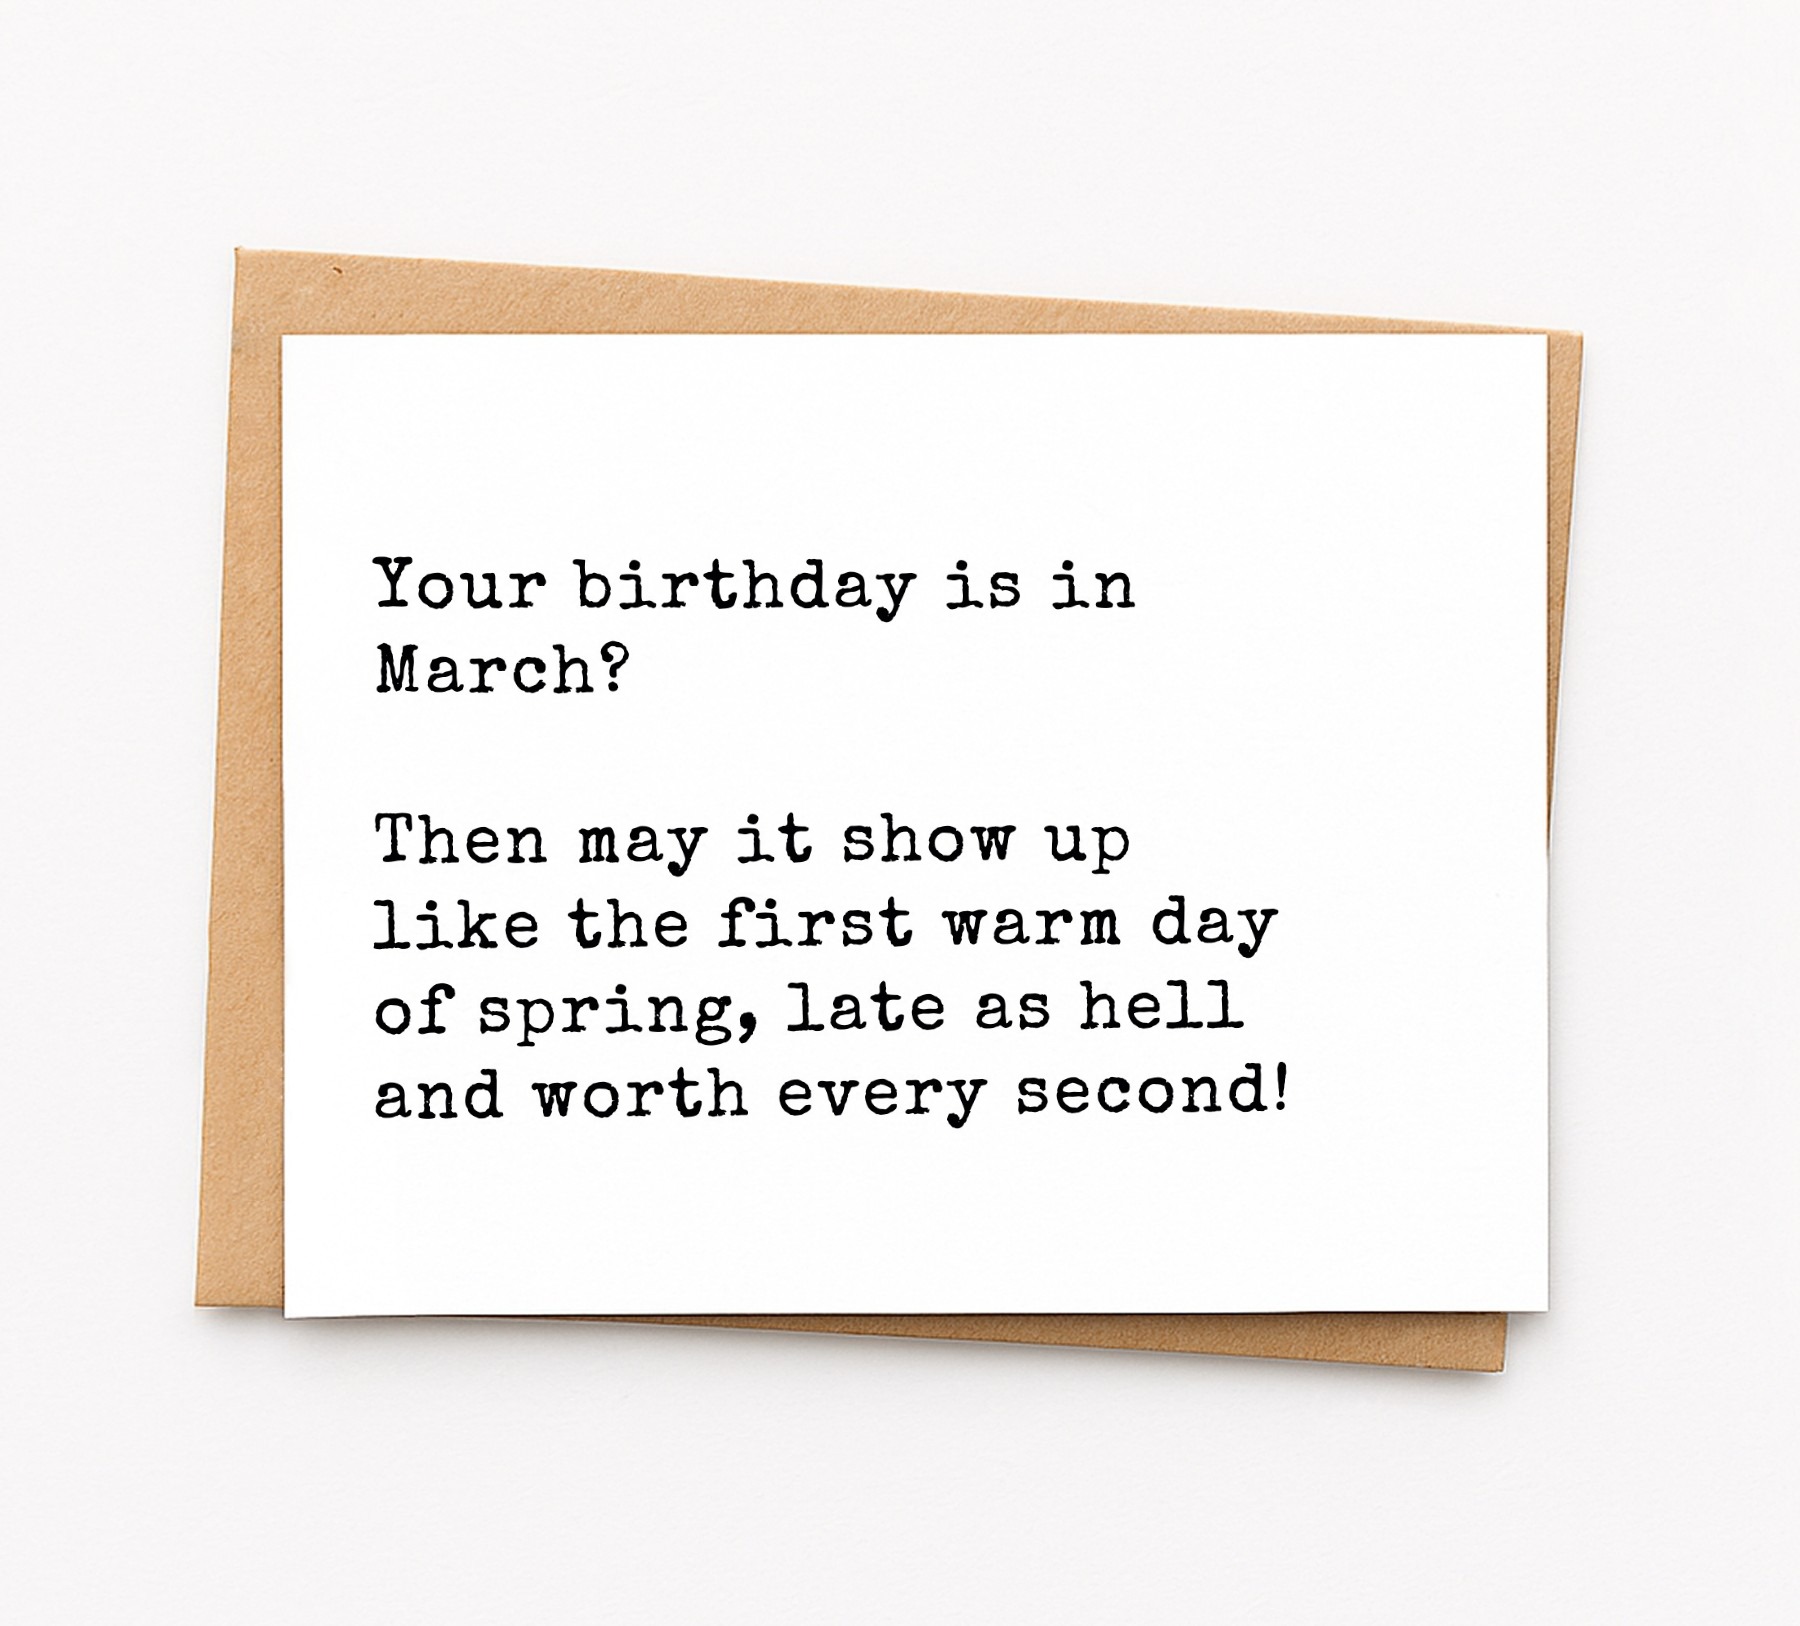 Your birthday is in
March?
Then may it show up
like the first warm day
of spring, late as hell
and worth every second!